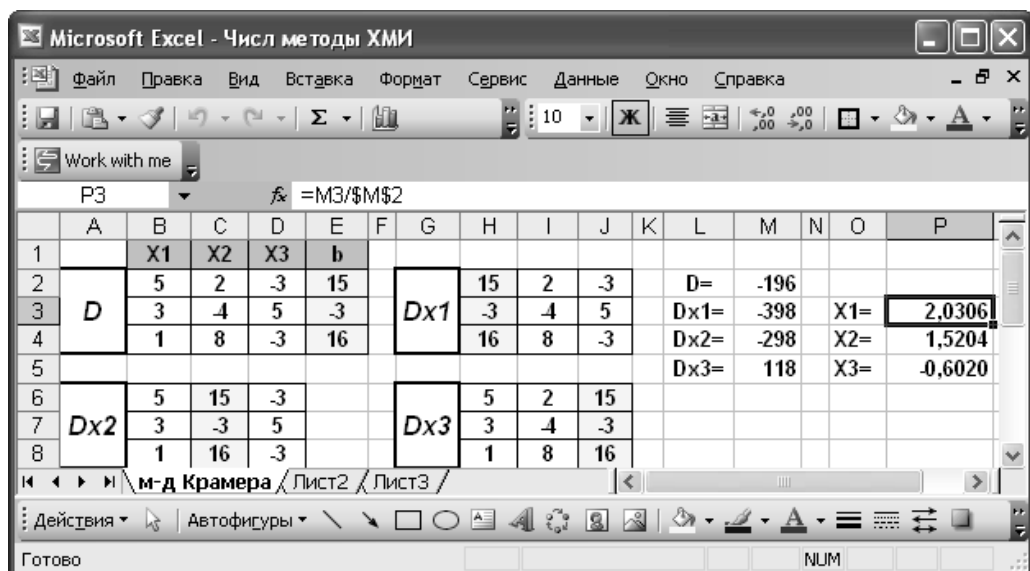 Microsoft Excel - Числ методы ХМИ
Файл Правка Вид Вставка Формат Сервис Данные Окно Справка
10 Ж
Work with me
P3 fx =M3/$M$2
A B C D E F G H I J K L M N O P
1 X1 X2 X3 b
2 5 2 -3 15 15 2 -3 D= -196
3 D 3 -4 5 -3 Dx1 -3 -4 5 Dx1= -398 X1= 2,0306
4 1 8 -3 16 16 8 -3 Dx2= -298 X2= 1,5204
5 Dx3= 118 X3= -0,6020
6 5 15 -3 5 2 15
7 Dx2 3 -3 5 Dx3 3 -4 -3
8 1 16 -3 1 8 16
м-д Крамера Лист2 Лист3
Действия Автофигуры
Готово NUM